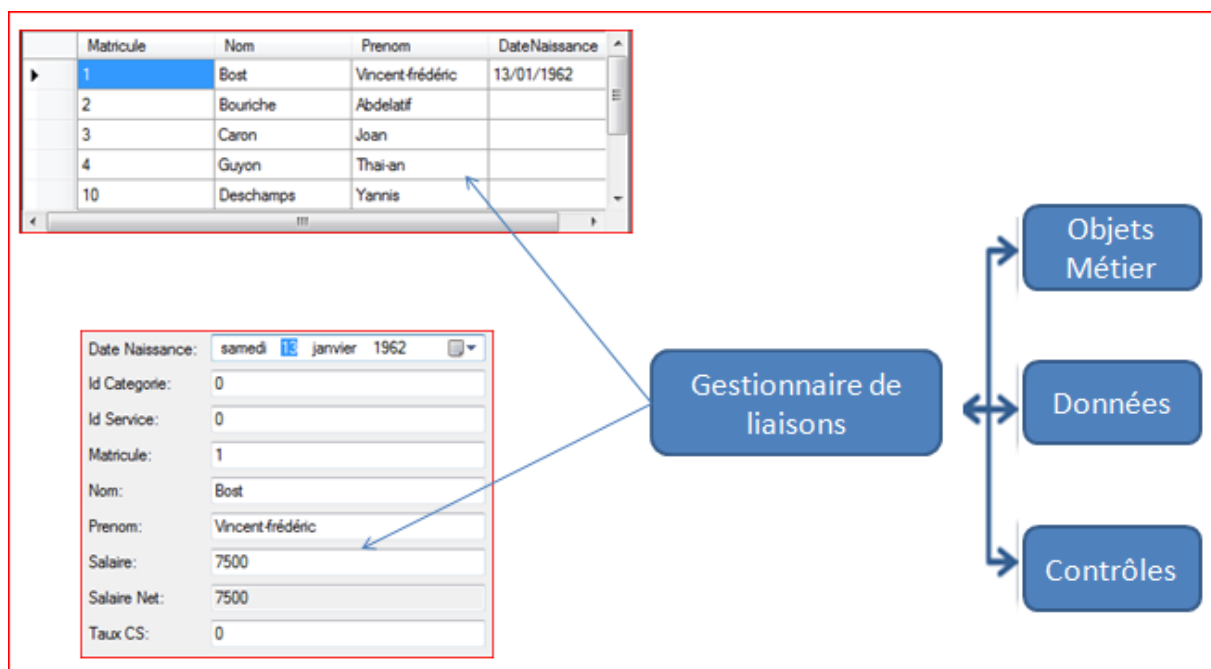 Matricule Nom Prenom DateNaissance
1 Bost Vincent-frédéric 13/01/1962
2 Bouriche Abdelatif
3 Caron Joan
4 Guyon Thai-an
10 Deschamps Yannis
Date Naissance: samedi 13 janvier 1962
Id Categorie: 0
Id Service: 0
Matricule: 1
Nom: Bost
Prenom: Vincent-frédéric
Salaire: 7500
Salaire Net: 7500
Taux CS: 0
Gestionnaire de
liaisons
Objets
Métier
Données
Contrôles